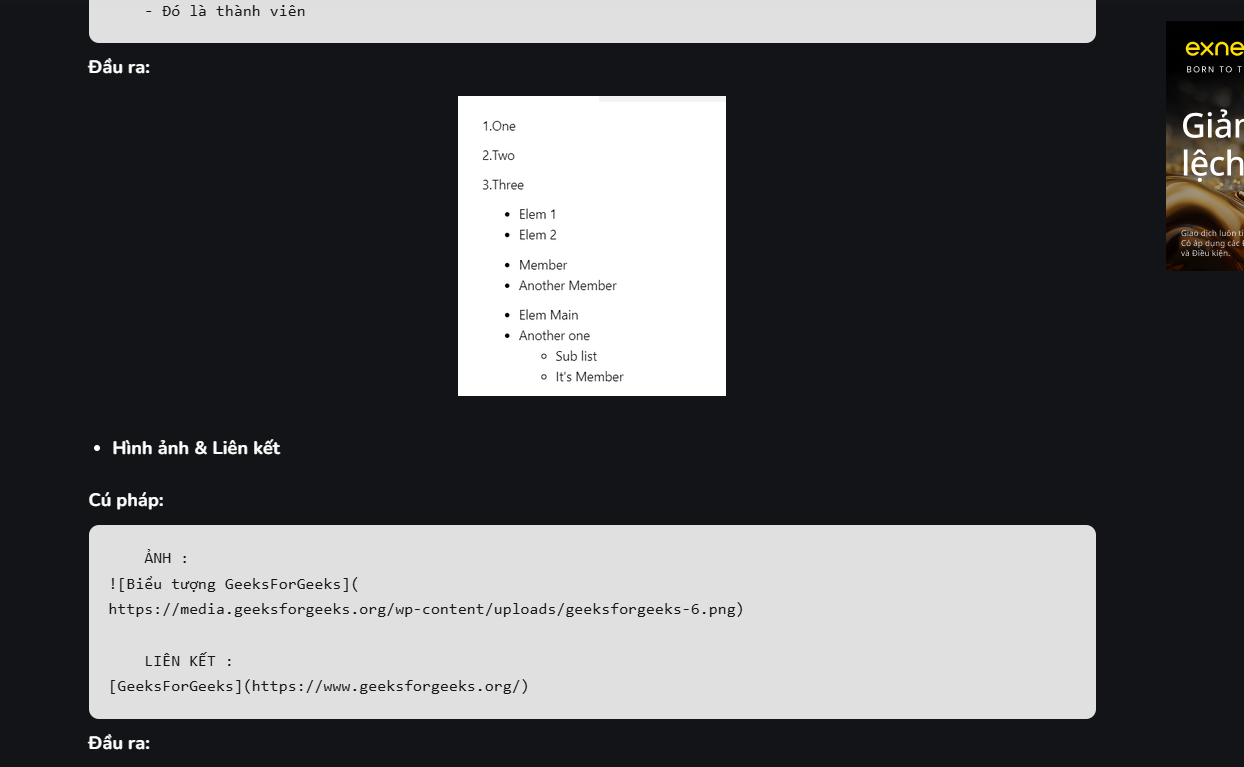 - Đó là thành viên
Đầu ra:
1.One
2.Two
3.Three
• Elem 1
• Elem 2
• Member
• Another Member
• Elem Main
• Another one
◦ Sub list
◦ It's Member
• Hình ảnh & Liên kết
Cú pháp:
ẢNH :
![Biểu tượng GeeksForGeeks](
https://media.geeksforgeeks.org/wp-content/uploads/geeksforgeeks-6.png)
LIÊN KẾT :
[GeeksForGeeks](https://www.geeksforgeeks.org/)
Đầu ra:
exne
BORN TO T
Giản
lệch
Giao dịch luôn ti
Có áp dụng các
và Điều kiện.